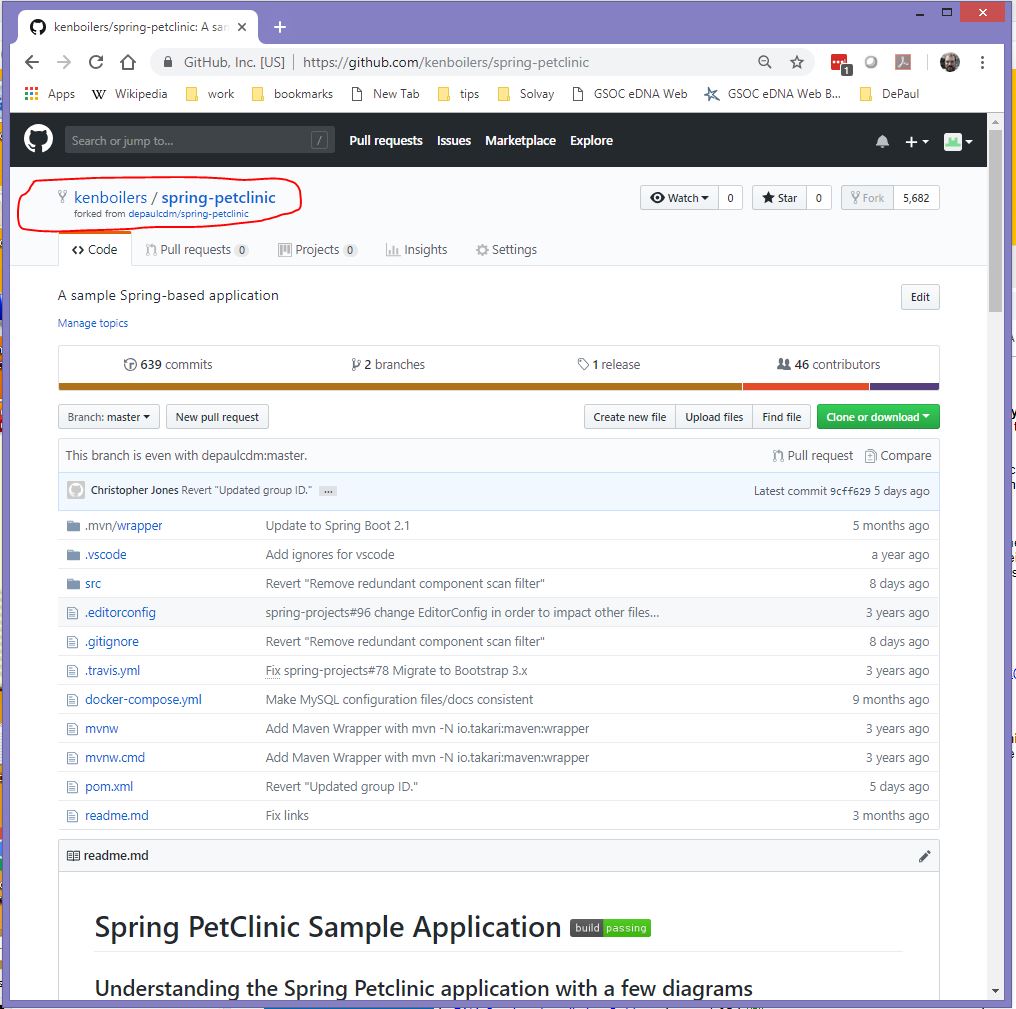 kenboilers/spring-petclinic: A sam
GitHub, Inc. [US] https://github.com/kenboilers/spring-petclinic 1
Apps W Wikipedia work bookmarks New Tab tips Solvay GSOC eDNA Web GSOC eDNA Web B... DePaul
Search or jump to... / Pull requests Issues Marketplace Explore
kenboilers / spring-petclinic Watch 0 Star 0 Fork 5,682
forked from depaulcdm/spring-petclinic
Code Pull requests 0 Projects 0 Insights Settings
A sample Spring-based application Edit
Manage topics
639 commits 2 branches 1 release 46 contributors
Branch: master New pull request Create new file Upload files Find file Clone or download
This branch is even with depaulcdm:master. Pull request Compare
Christopher Jones Revert "Updated group ID." ... Latest commit 9cff629 5 days ago
.mvn/wrapper Update to Spring Boot 2.1 5 months ago
.vscode Add ignores for vscode a year ago
src Revert "Remove redundant component scan filter" 8 days ago
.editorconfig spring-projects#96 change EditorConfig in order to impact other files... 3 years ago
.gitignore Revert "Remove redundant component scan filter" 8 days ago
.travis.yml Fix spring-projects#78 Migrate to Bootstrap 3.x 3 years ago
docker-compose.yml Make MySQL configuration files/docs consistent 9 months ago
mvnw Add Maven Wrapper with mvn -N io.takari:maven:wrapper 3 years ago
mvnw.cmd Add Maven Wrapper with mvn -N io.takari:maven:wrapper 3 years ago
pom.xml Revert "Updated group ID." 5 days ago
readme.md Fix links 3 months ago
readme.md
Spring PetClinic Sample Application build passing
Understanding the Spring Petclinic application with a few diagrams